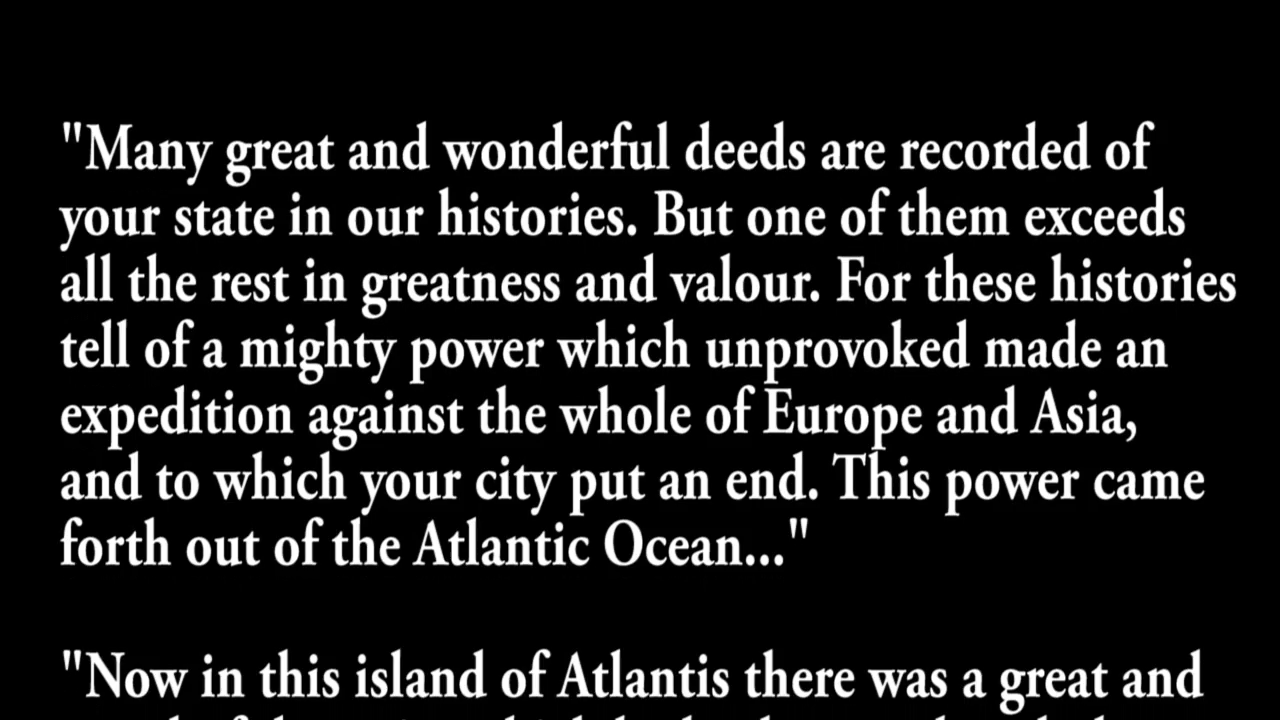 "Many great and wonderful deeds are recorded of
your state in our histories. But one of them exceeds
all the rest in greatness and valour. For these histories
tell of a mighty power which unprovoked made an
expedition against the whole of Europe and Asia,
and to which your city put an end. This power came
forth out of the Atlantic Ocean..."
"Now in this island of Atlantis there was a great and